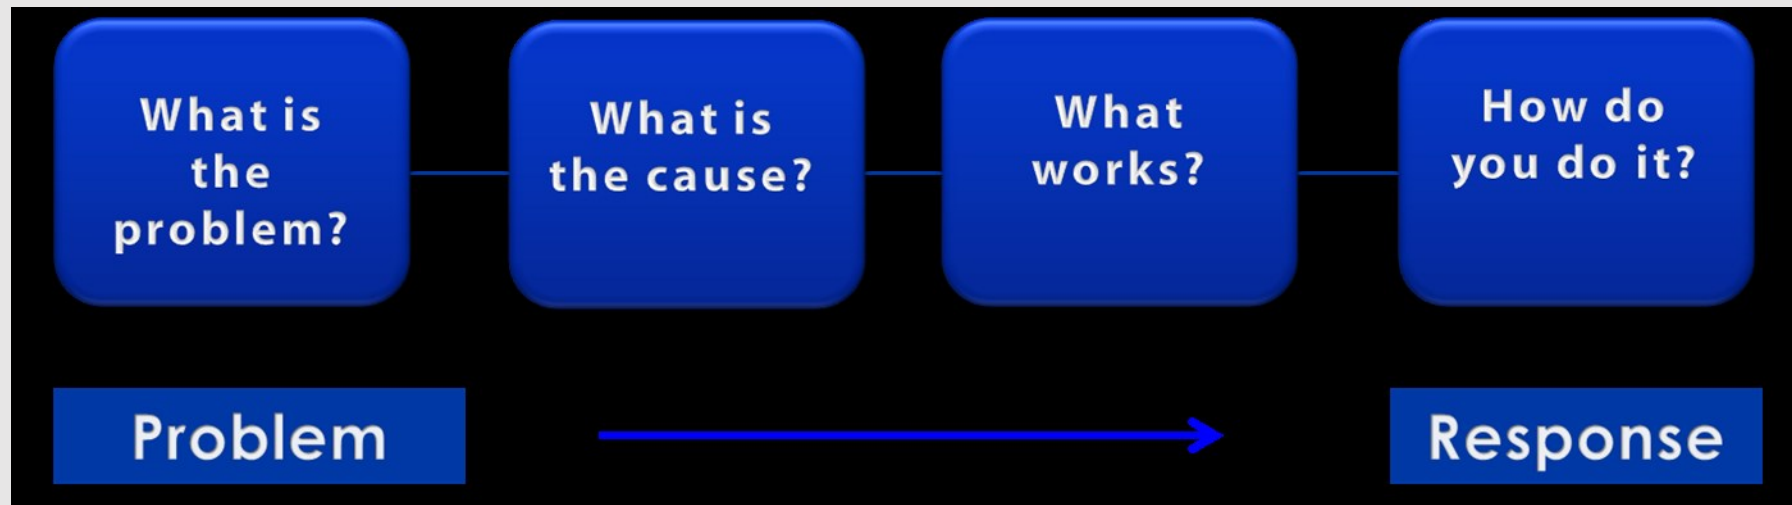 What is
the
problem?
What is
the cause?
What
works?
How do
you do it?
Problem
Response